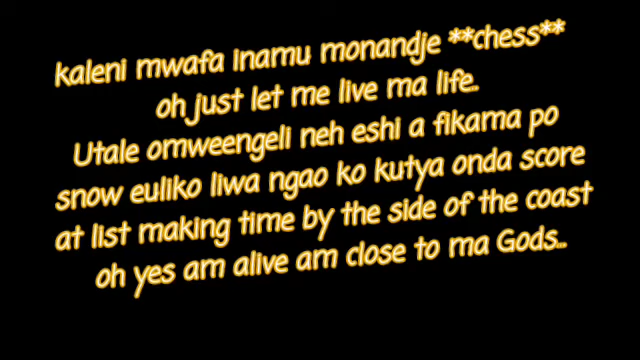 kaleni mwafa inamu monandje **chess**
oh just let me live ma life..
Utale omweengeli neh eshi a fikama po
snow euliko liwa ngao ko kutya onda score
at list making time by the side of the coast
oh yes am alive am close to ma Gods...